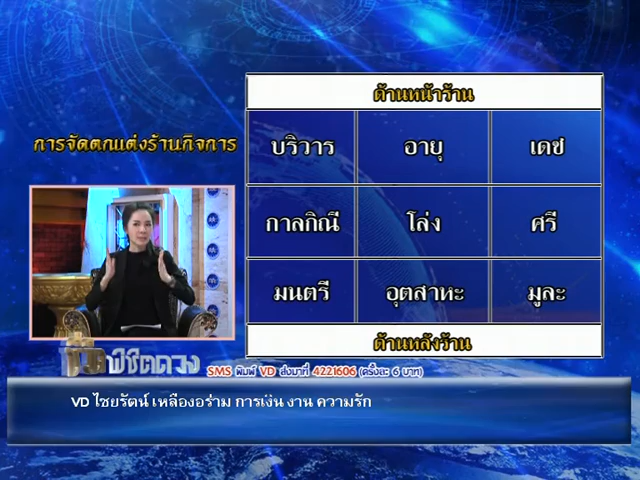 ด้านหน้าร้าน
การจัดตกแต่งร้านกิจการ
บริวาร อายุ เดช
กาลกิณี โล่ง ศรี
มนตรี อุตสาหะ มูละ
ด้านหลังร้าน
พิชิตดวง
SMS พิมพ์ VD ส่งมาที่ 4221606 (ครั้งละ 6 บาท)
VD ไชยรัตน์ เหลืองอร่าม การเงิน งาน ความรัก